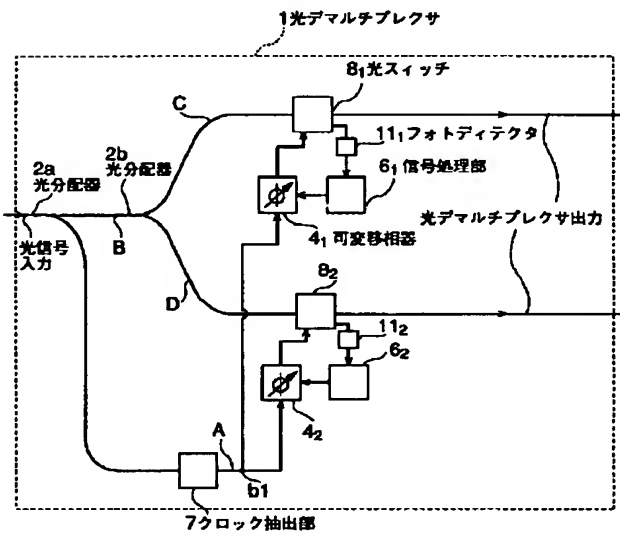 1光デマルチプレクサ
8₁光スィッチ
C
11₁フォトディテクタ
2b
光分配器
2a
光分配器
6₁信号処理部
光信号
入力
B
4₁可変移相器
光デマルチプレクサ出力
D
8₂
11₂
6₂
4₂
A
b1
7クロック抽出部